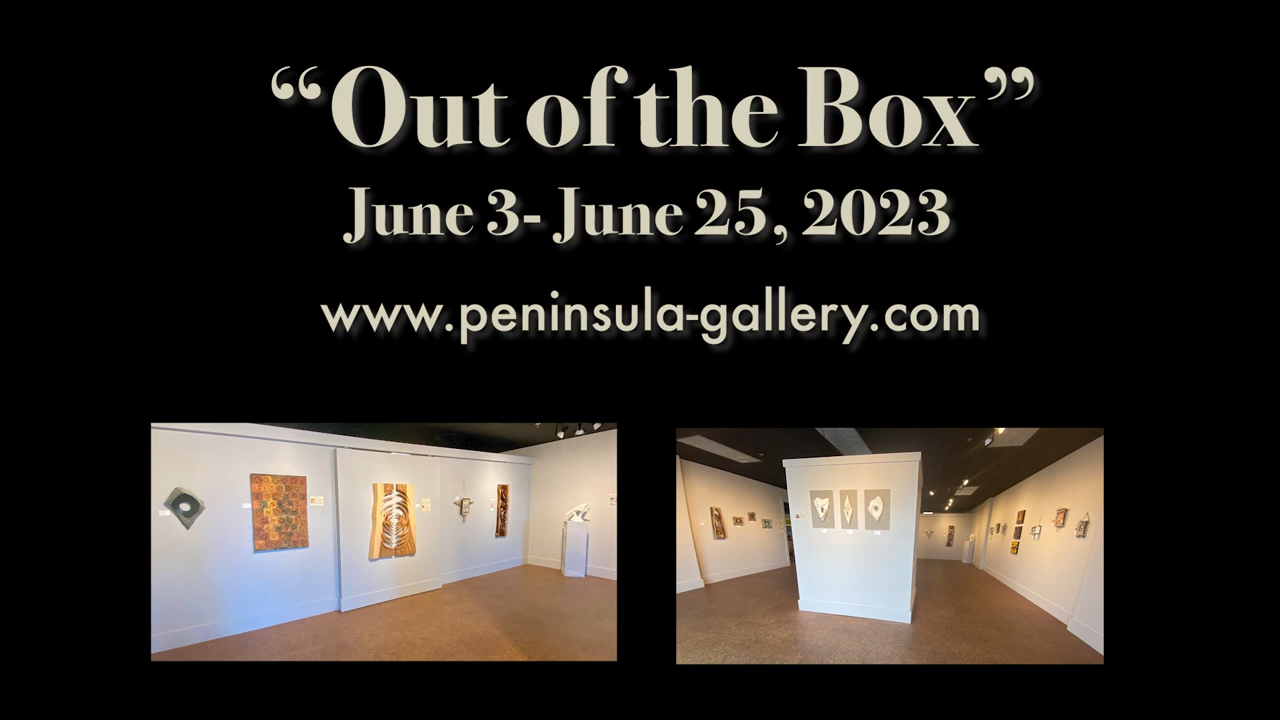 “Out of the Box”
June 3- June 25, 2023
www.peninsula-gallery.com